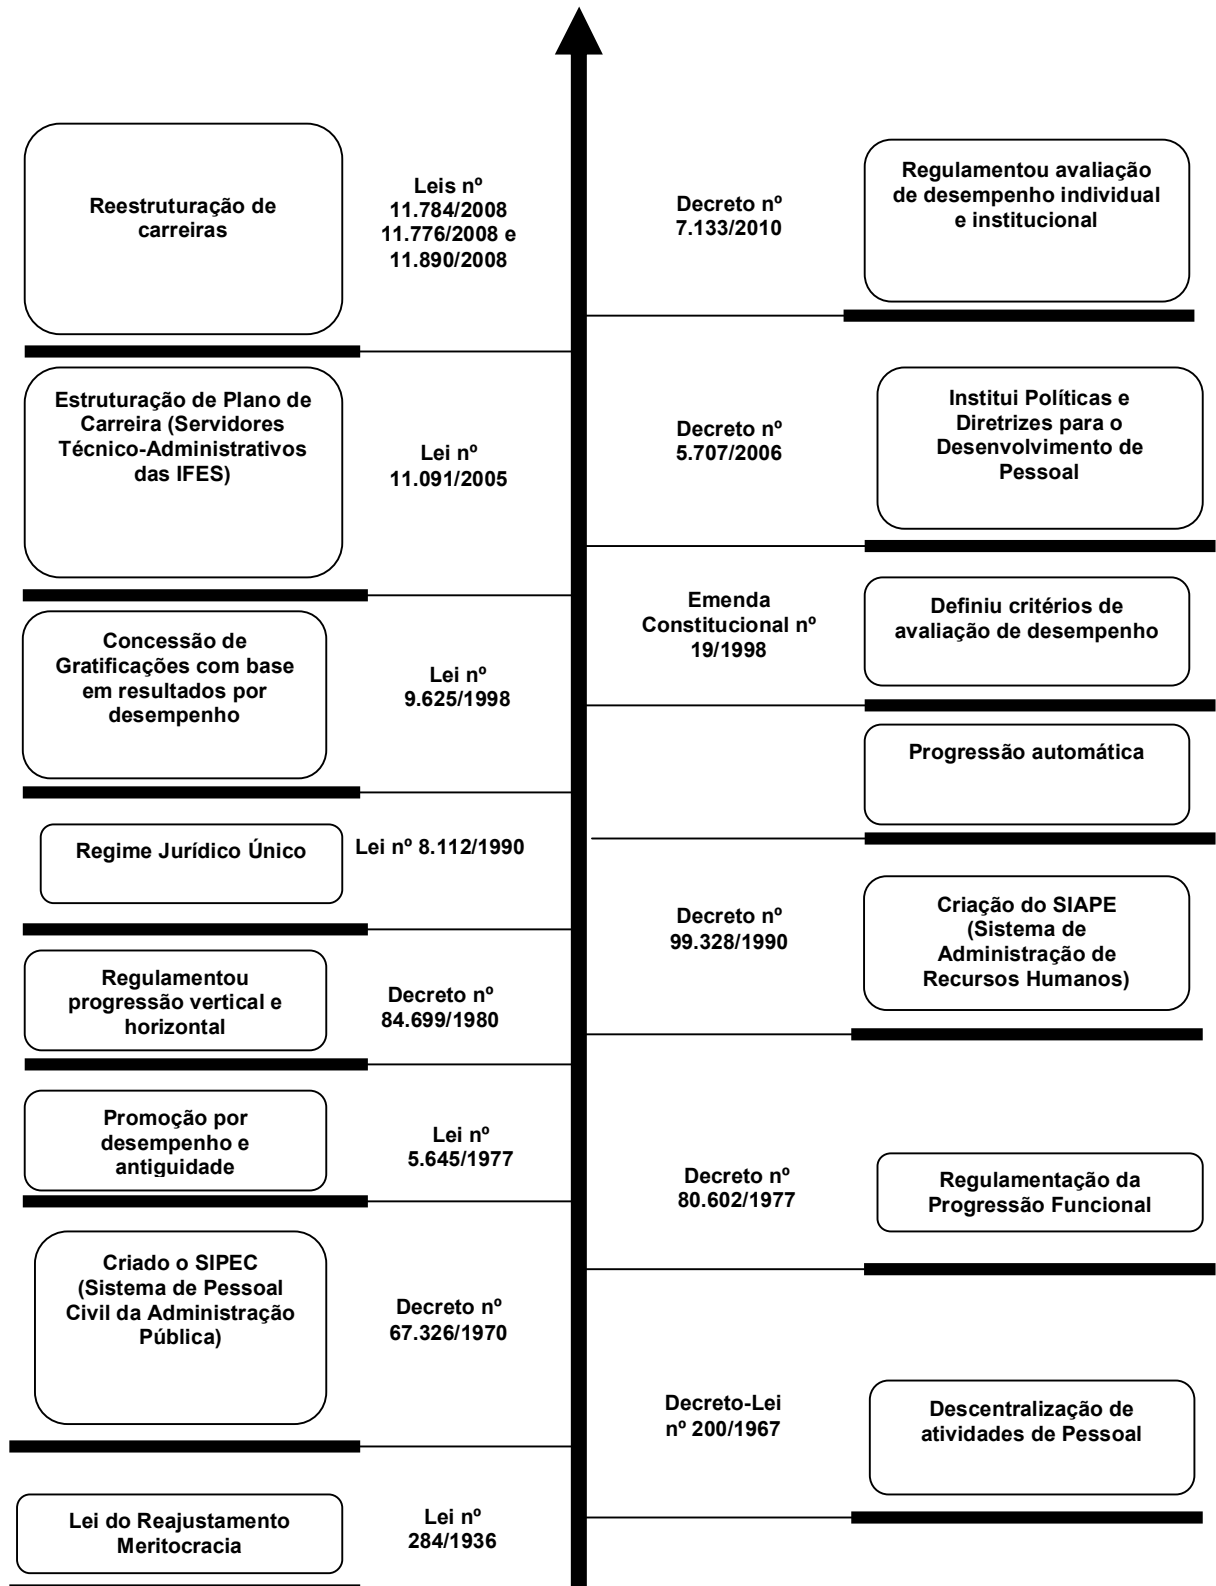 Reestruturação de
carreiras
Leis nº
11.784/2008
11.776/2008 e
11.890/2008
Decreto nº
7.133/2010
Regulamentou avaliação
de desempenho individual
e institucional
Estruturação de Plano de
Carreira (Servidores
Técnico-Administrativos
das IFES)
Lei nº
11.091/2005
Decreto nº
5.707/2006
Institui Políticas e
Diretrizes para o
Desenvolvimento de
Pessoal
Concessão de
Gratificações com base
em resultados por
desempenho
Lei nº
9.625/1998
Emenda
Constitucional nº
19/1998
Definiu critérios de
avaliação de desempenho
Progressão automática
Regime Jurídico Único
Lei nº 8.112/1990
Decreto nº
99.328/1990
Criação do SIAPE
(Sistema de
Administração de
Recursos Humanos)
Regulamentou
progressão vertical e
horizontal
Decreto nº
84.699/1980
Promoção por
desempenho e
antiguidade
Lei nº
5.645/1977
Decreto nº
80.602/1977
Regulamentação da
Progressão Funcional
Criado o SIPEC
(Sistema de Pessoal
Civil da Administração
Pública)
Decreto nº
67.326/1970
Decreto-Lei
nº 200/1967
Descentralização de
atividades de Pessoal
Lei do Reajustamento
Meritocracia
Lei nº
284/1936